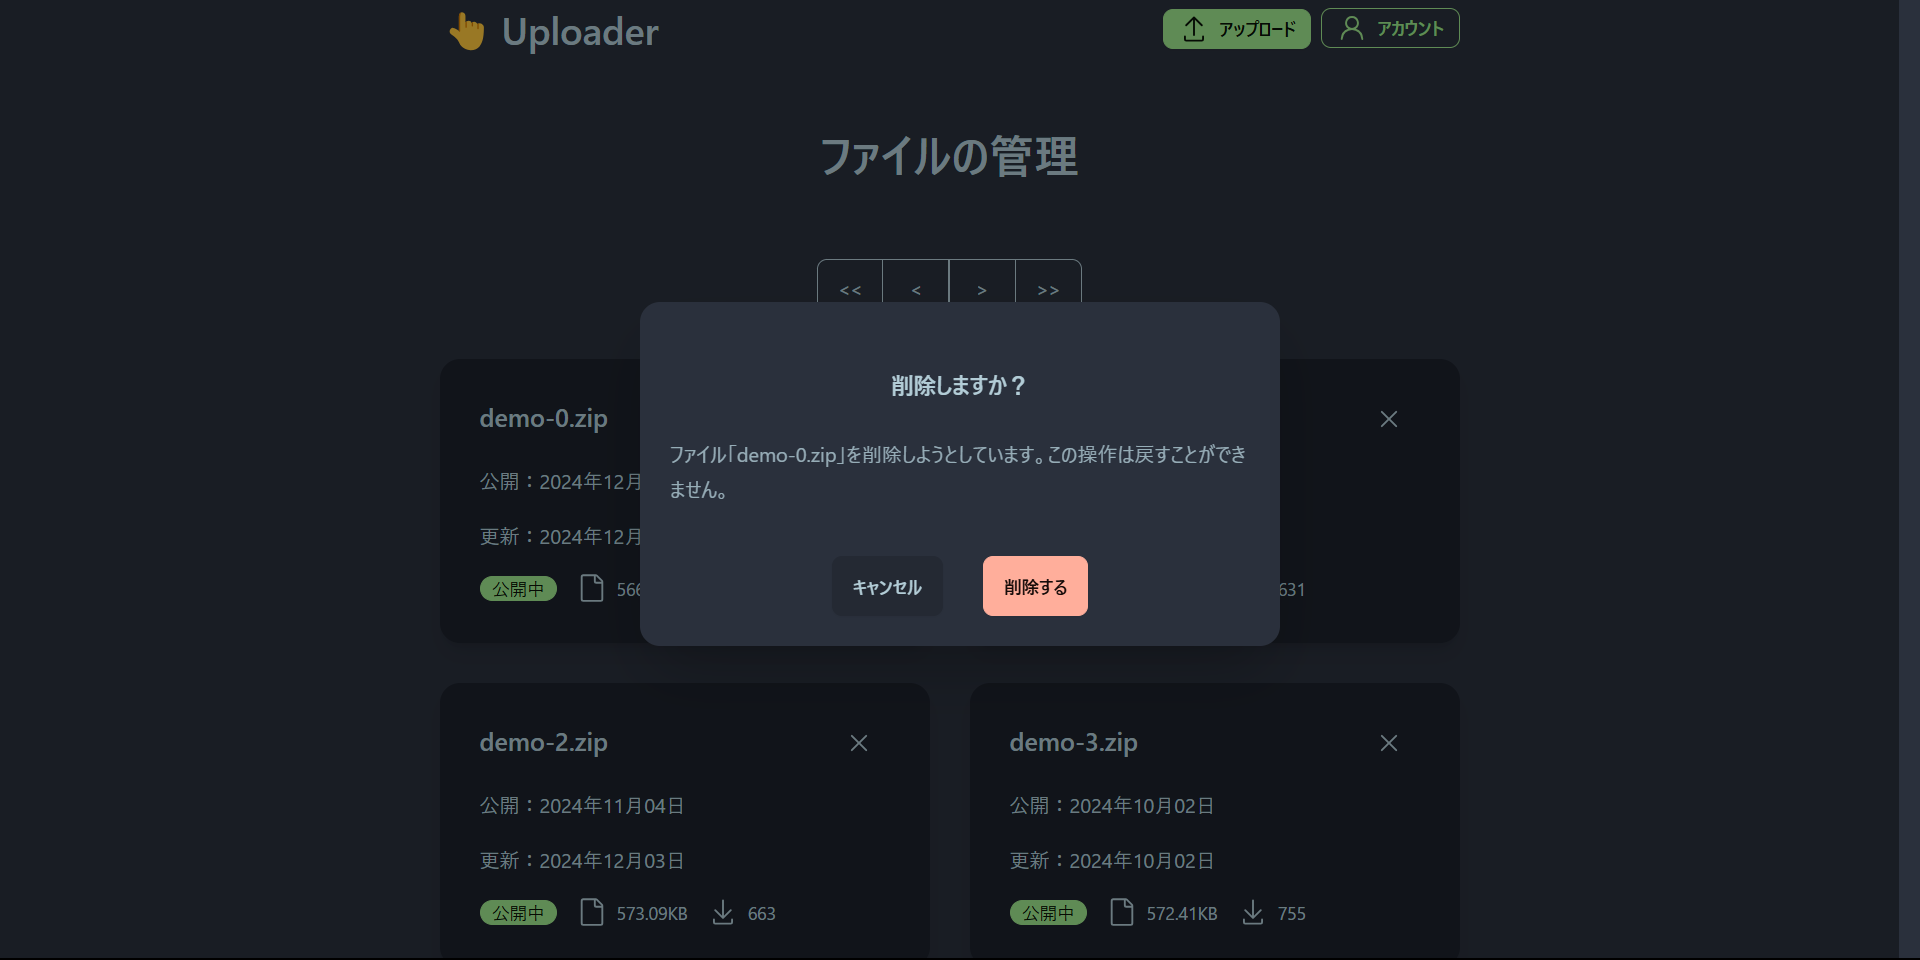 Uploader
アップロード
アカウント
ファイルの管理
<< < > >>
削除しますか？
ファイル「demo-0.zip」を削除しようとしています。この操作は戻すことができ
ません。
キャンセル
削除する
demo-0.zip
公開：2024年12月
更新：2024年12月
公開中 566
631
demo-2.zip
公開：2024年11月04日
更新：2024年12月03日
公開中 573.09KB 663
demo-3.zip
公開：2024年10月02日
更新：2024年10月02日
公開中 572.41KB 755